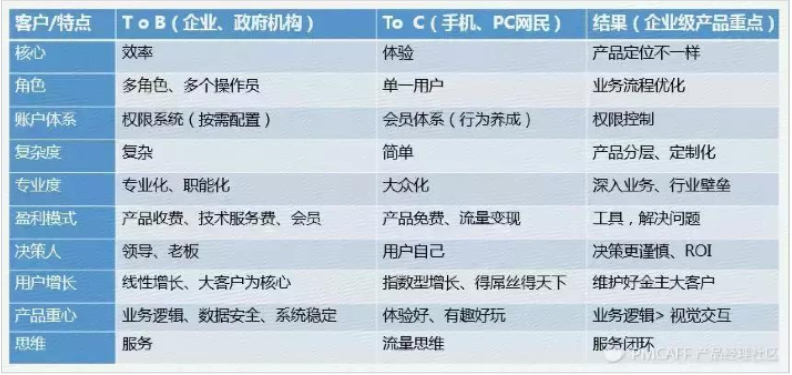 客户/特点 T o B（企业、政府机构） To C（手机、PC网民） 结果（企业级产品重点）
核心 效率 体验 产品定位不一样
角色 多角色、多个操作员 单一用户 业务流程优化
账户体系 权限系统（按需配置） 会员体系（行为养成） 权限控制
复杂度 复杂 简单 产品分层、定制化
专业度 专业化、职能化 大众化 深入业务、行业壁垒
盈利模式 产品收费、技术服务费、会员 产品免费、流量变现 工具，解决问题
决策人 领导、老板 用户自己 决策更谨慎、ROI
用户增长 线性增长、大客户为核心 指数型增长、得屌丝得天下 维护好金主大客户
产品重心 业务逻辑、数据安全、系统稳定 体验好、有趣好玩 业务逻辑> 视觉交互
思维 服务 流量思维 服务闭环
PMCAFF 产品经理社区